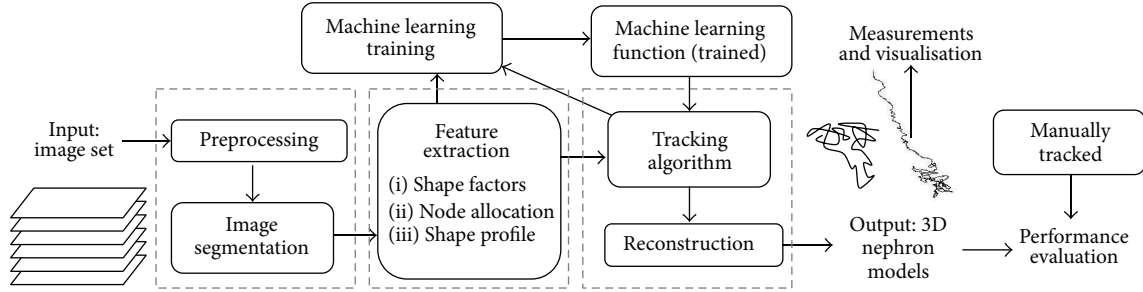 Input:
image set
Preprocessing
Image
segmentation
Machine learning
training
Feature
extraction
(i) Shape factors
(ii) Node allocation
(iii) Shape profile
Machine learning
function (trained)
Tracking
algorithm
Reconstruction
Measurements
and visualisation
Output: 3D
nephron
models
Manually
tracked
Performance
evaluation